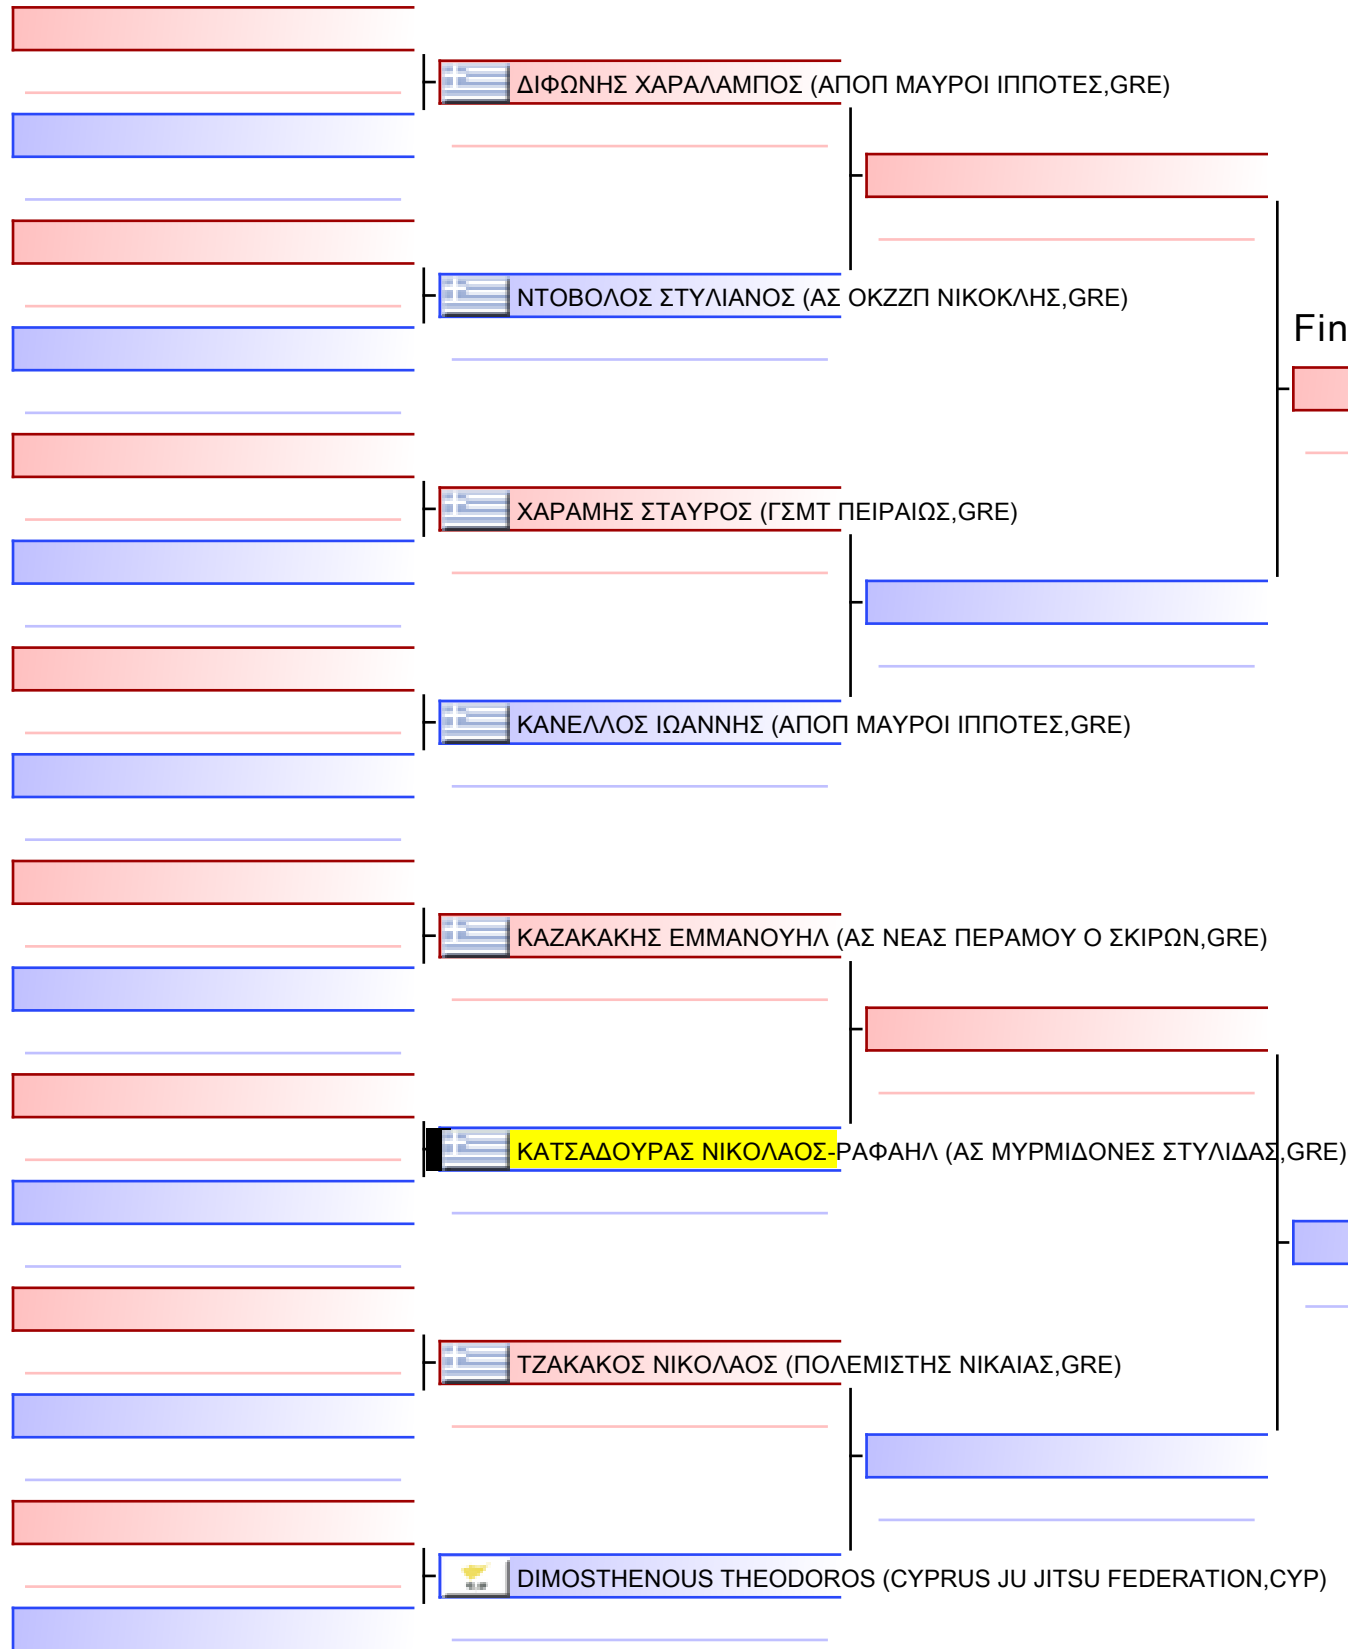 ΔΙΦΩΝΗΣ ΧΑΡΑΛΑΜΠΟΣ (ΑΠΟΠ ΜΑΥΡΟΙ ΙΠΠΟΤΕΣ,GRE)
ΝΤΟΒΟΛΟΣ ΣΤΥΛΙΑΝΟΣ (ΑΣ ΟΚΖΖΠ ΝΙΚΟΚΛΗΣ,GRE)
Fin
ΧΑΡΑΜΗΣ ΣΤΑΥΡΟΣ (ΓΣΜΤ ΠΕΙΡΑΙΩΣ,GRE)
ΚΑΝΕΛΛΟΣ ΙΩΑΝΝΗΣ (ΑΠΟΠ ΜΑΥΡΟΙ ΙΠΠΟΤΕΣ,GRE)
ΚΑΖΑΚΑΚΗΣ ΕΜΜΑΝΟΥΗΛ (ΑΣ ΝΕΑΣ ΠΕΡΑΜΟΥ Ο ΣΚΙΡΩΝ,GRE)
ΚΑΤΣΑΔΟΥΡΑΣ ΝΙΚΟΛΑΟΣ-ΡΑΦΑΗΛ (ΑΣ ΜΥΡΜΙΔΟΝΕΣ ΣΤΥΛΙΔΑΣ,GRE)
ΤΖΑΚΑΚΟΣ ΝΙΚΟΛΑΟΣ (ΠΟΛΕΜΙΣΤΗΣ ΝΙΚΑΙΑΣ,GRE)
DIMOSTHENOUS THEODOROS (CYPRUS JU JITSU FEDERATION,CYP)